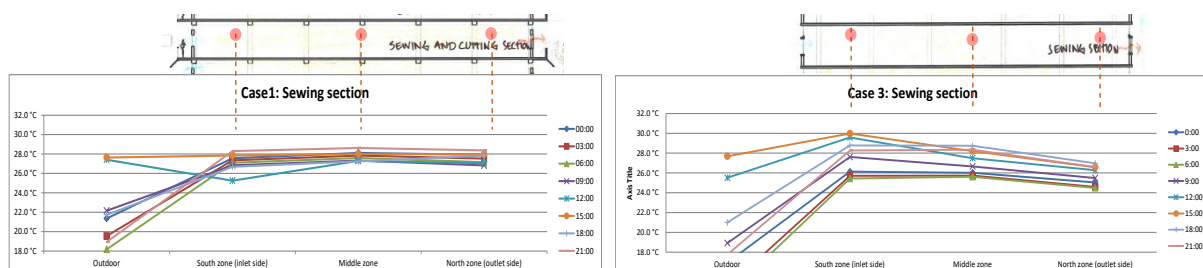 SEWING AND CUTTING SECTION
Case1: Sewing section
32.0 °C
30.0 °C
28.0 °C
26.0 °C
24.0 °C
22.0 °C
20.0 °C
18.0 °C
Outdoor
South zone (inlet side)
Middle zone
North zone (outlet side)
00:00
03:00
06:00
09:00
12:00
15:00
18:00
21:00
SEWING SECTION
Case 3: Sewing section
Axis Title
32.0 °C
30.0 °C
28.0 °C
26.0 °C
24.0 °C
22.0 °C
20.0 °C
18.0 °C
Outdoor
South zone (inlet side)
Middle zone
North zone (outlet side)
0:00
3:00
6:00
9:00
12:00
15:00
18:00
21:00